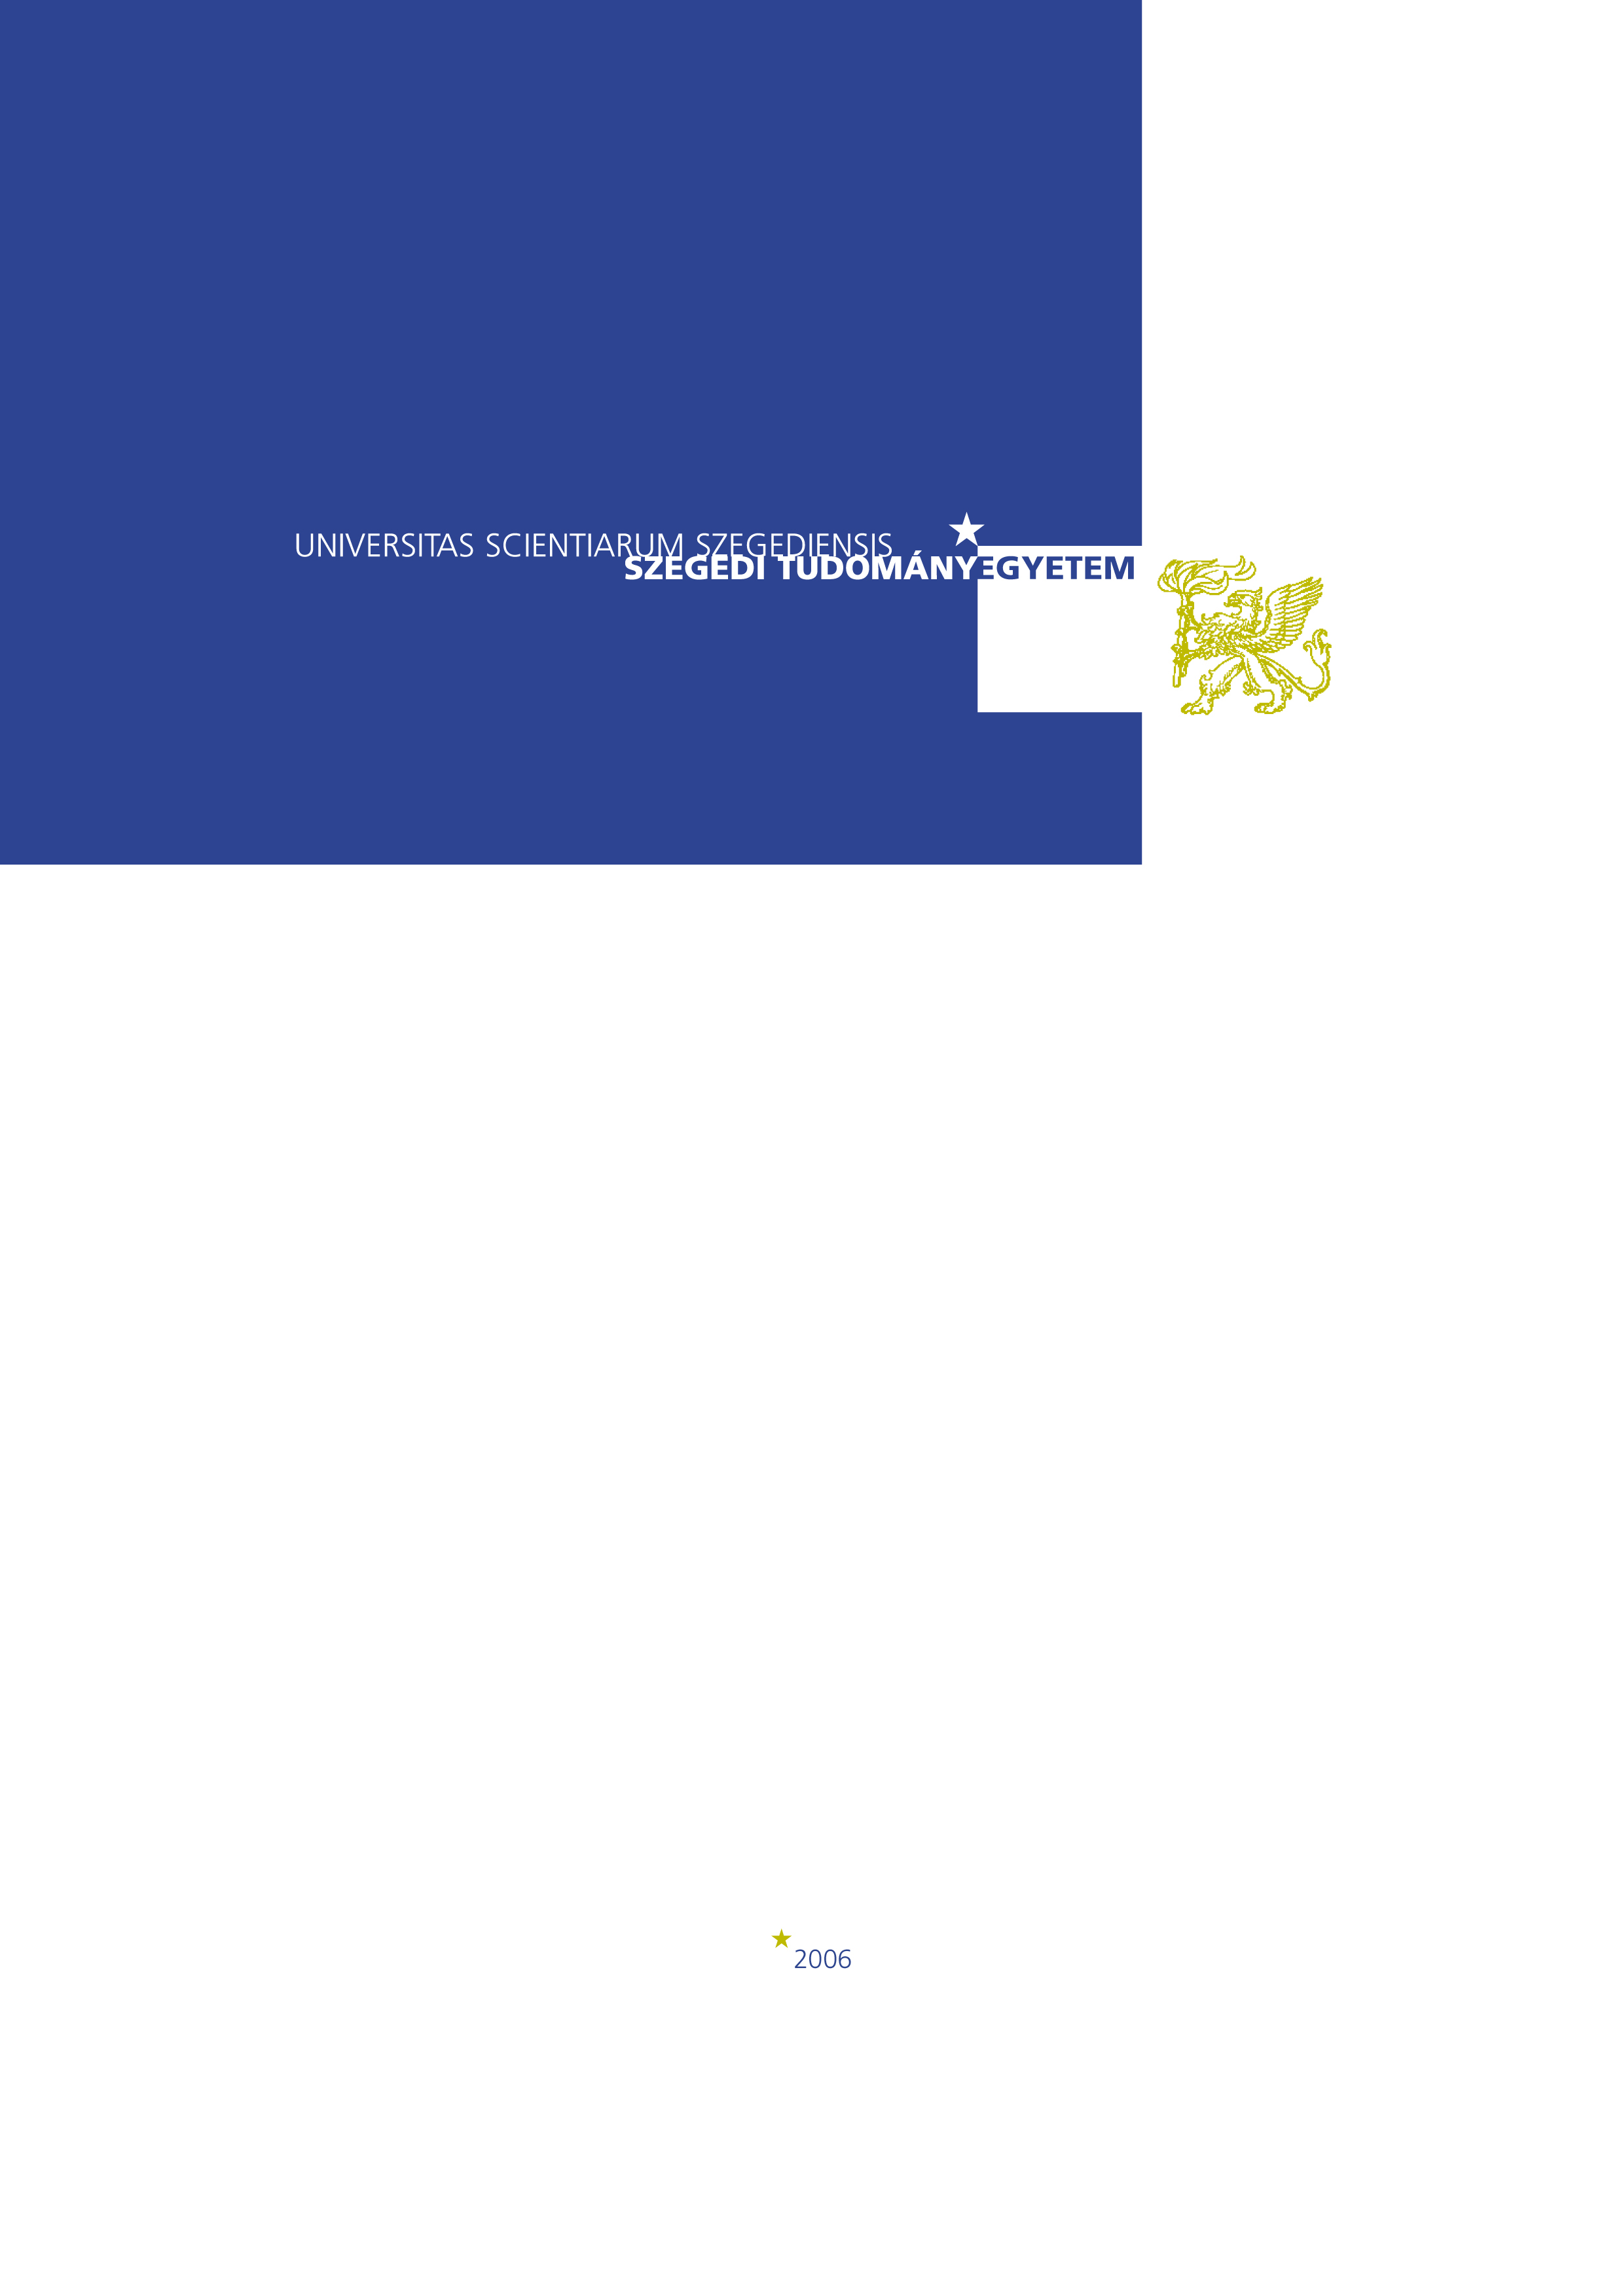 UNIVERSITAS SCIENTIARUM SZEGEDIENSIS
SZEGEDI TUDOMÁNYEGYETEM
2006